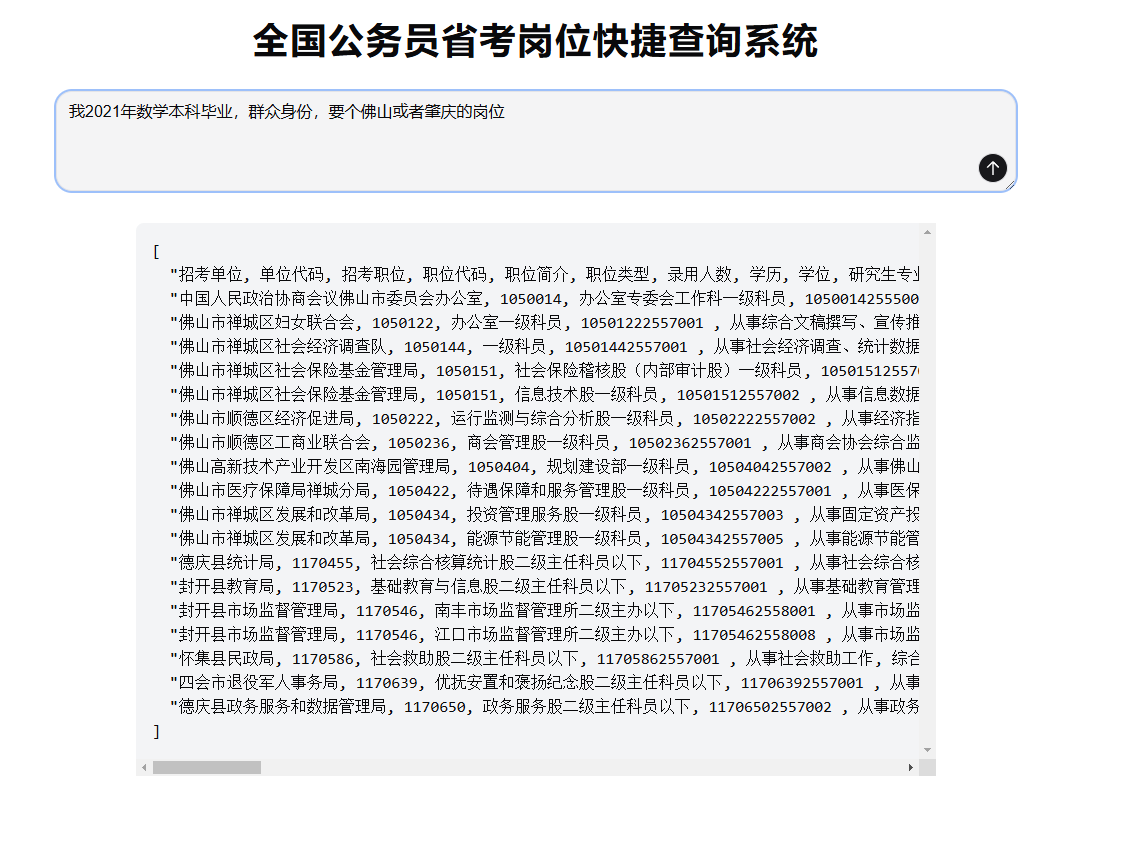 全国公务员省考岗位快捷查询系统
我2021年数学本科毕业，群众身份，要个佛山或者肇庆的岗位
[
"招考单位, 单位代码, 招考职位, 职位代码, 职位简介, 职位类型, 录用人数, 学历, 学位, 研究生专业
"中国人民政治协商会议佛山市委员会办公室, 1050014, 办公室专委会工作科一级科员, 1050014255500
"佛山市禅城区妇女联合会, 1050122, 办公室一级科员, 10501222557001 , 从事综合文稿撰写、宣传推
"佛山市禅城区社会经济调查队, 1050144, 一级科员, 10501442557001 , 从事社会经济调查、统计数据
"佛山市禅城区社会保险基金管理局, 1050151, 社会保险稽核股（内部审计股）一级科员, 105015125570
"佛山市禅城区社会保险基金管理局, 1050151, 信息技术股一级科员, 10501512557002 , 从事信息数据
"佛山市顺德区经济促进局, 1050222, 运行监测与综合分析股一级科员, 10502222557002 , 从事经济指
"佛山市顺德区工商业联合会, 1050236, 商会管理股一级科员, 10502362557001 , 从事商会协会综合监
"佛山高新技术产业开发区南海园管理局, 1050404, 规划建设部一级科员, 10504042557002 , 从事佛山
"佛山市医疗保障局禅城分局, 1050422, 待遇保障和服务管理股一级科员, 10504222557001 , 从事医保
"佛山市禅城区发展和改革局, 1050434, 投资管理服务股一级科员, 10504342557003 , 从事固定资产投
"佛山市禅城区发展和改革局, 1050434, 能源节能管理股一级科员, 10504342557005 , 从事能源节能管
"德庆县统计局, 1170455, 社会综合核算统计股二级主任科员以下, 11704552557001 , 从事社会综合核
"封开县教育局, 1170523, 基础教育与信息股二级主任科员以下, 11705232557001 , 从事基础教育管理
"封开县市场监督管理局, 1170546, 南丰市场监督管理所二级主办以下, 11705462558001 , 从事市场监
"封开县市场监督管理局, 1170546, 江口市场监督管理所二级主办以下, 11705462558008 , 从事市场监
"怀集县民政局, 1170586, 社会救助股二级主任科员以下, 11705862557001 , 从事社会救助工作, 综合
"四会市退役军人事务局, 1170639, 优抚安置和褒扬纪念股二级主任科员以下, 11706392557001 , 从事
"德庆县政务服务和数据管理局, 1170650, 政务服务股二级主任科员以下, 11706502557002 , 从事政务
]